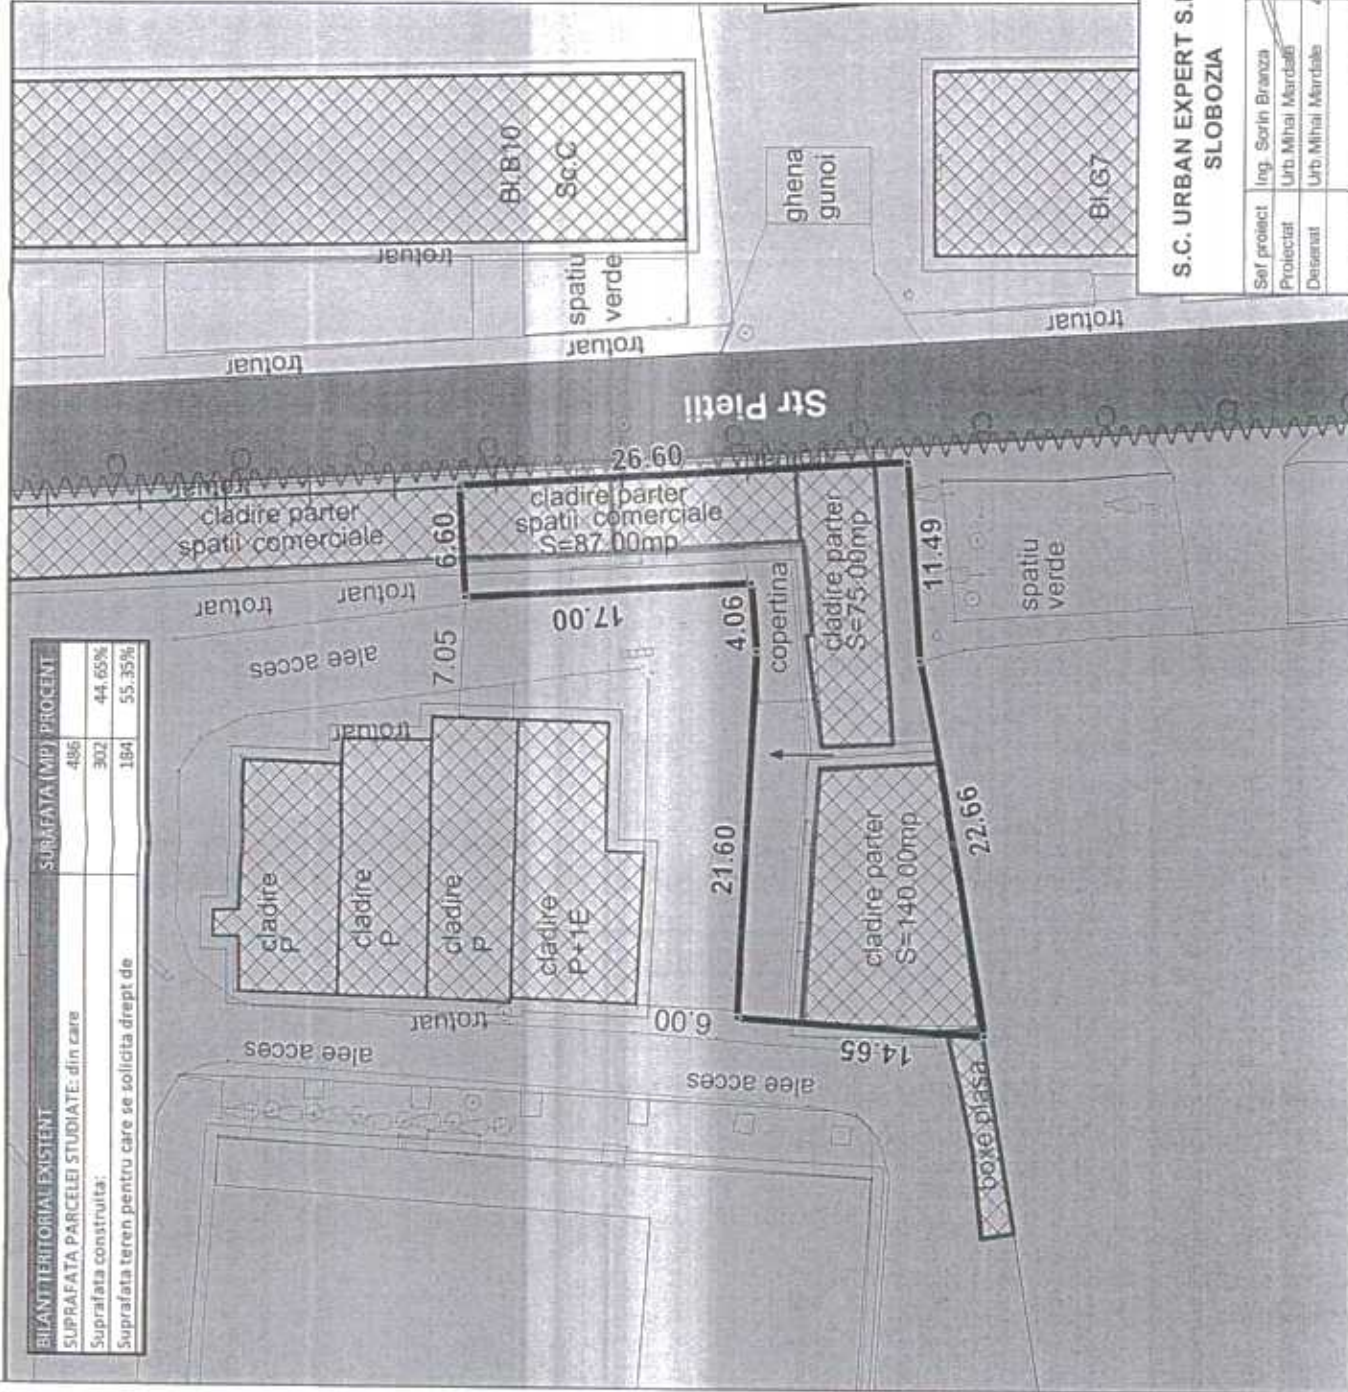 BILANT TERITORIAL EXISTENT SURAFATA (MP) PROCENT
SUPRAFATA PARCELEI STUDIATE: din care 486
Suprafata construita: 302 44.65%
Suprafata teren pentru care se solicita drept de 184 55.35%
cladire
P
cladire
P
cladire
P
cladire
P+1E
trotuar
trotuar
alee acces
alee acces
alee acces
7.05
6.00
trotuar
trotuar
trotuar
cladire parter
spatii comerciale
6.60
cladire parter
spatii comerciale
S=87.00mp
26.60
17.00
4.06
copertina
cladire parter
S=75.00mp
11.49
21.60
cladire parter
S=140.00mp
22.66
14.65
boxe plasa
spatiu
verde
Str Pietii
trotuar
trotuar
trotuar
trotuar
spatiu
verde
Bl.B10
Sc.C
ghena
gunoi
Bl.G7
S.C. URBAN EXPERT S.
SLOBOZIA
Sef proiect Ing. Sorin Branza
Proiectat Urb.Mihai Mardale
Desenat Urb.Mihai Mardale